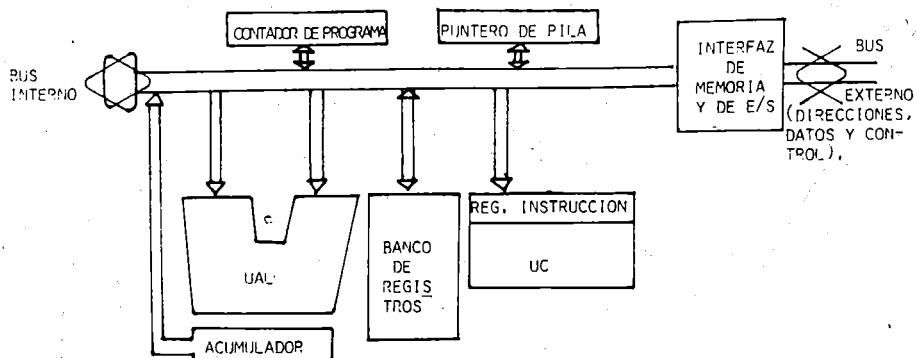 CONTADOR DE PROGRAMA
PUNTERO DE PILA
BUS
INTERNO
INTERFAZ
DE
MEMORIA
Y DE E/S
BUS
EXTERNO
(DIRECCIONES,
DATOS Y CON-
TROL).
UAL
BANCO
DE
REGIS
TROS
REG. INSTRUCCION
UC
ACUMULADOR